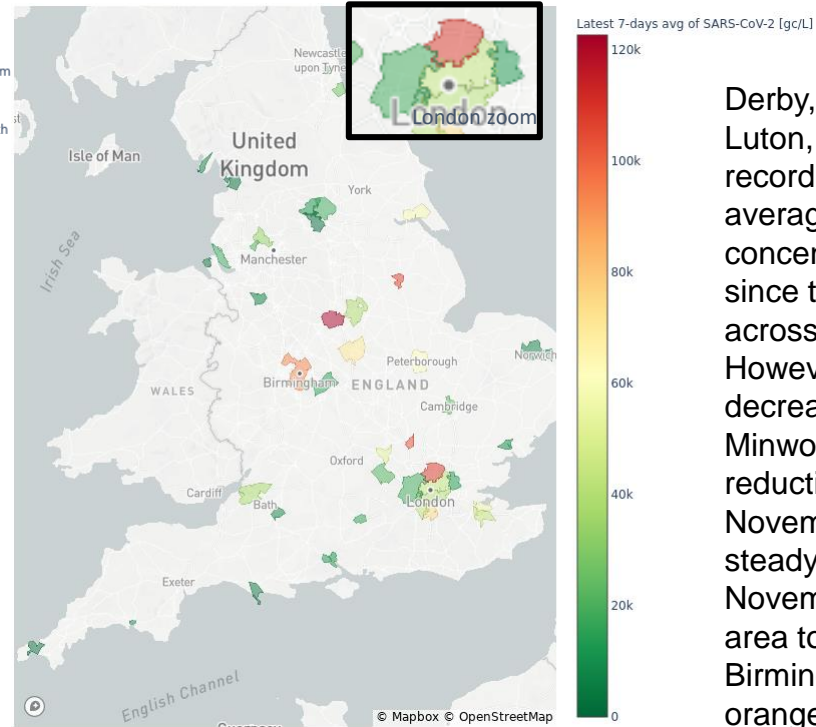 Latest 7-days avg of SARS-CoV-2 [gc/L]
120k
100k
80k
60k
40k
20k
0
Newcastle
upon Tyne
London
London zoom
Isle of Man
United
Kingdom
York
Irish Sea
Manchester
Norwich
Peterborough
Birmingham
ENGLAND
WALES
Cambridge
Oxford
Cardiff
Bath
London
Exeter
English Channel
© Mapbox © OpenStreetMap
Derby,
Luton,
record
averag
concer
since t
across
Howev
decrea
Minwo
reducti
Novem
steady
Novem
area to
Birmin
orange